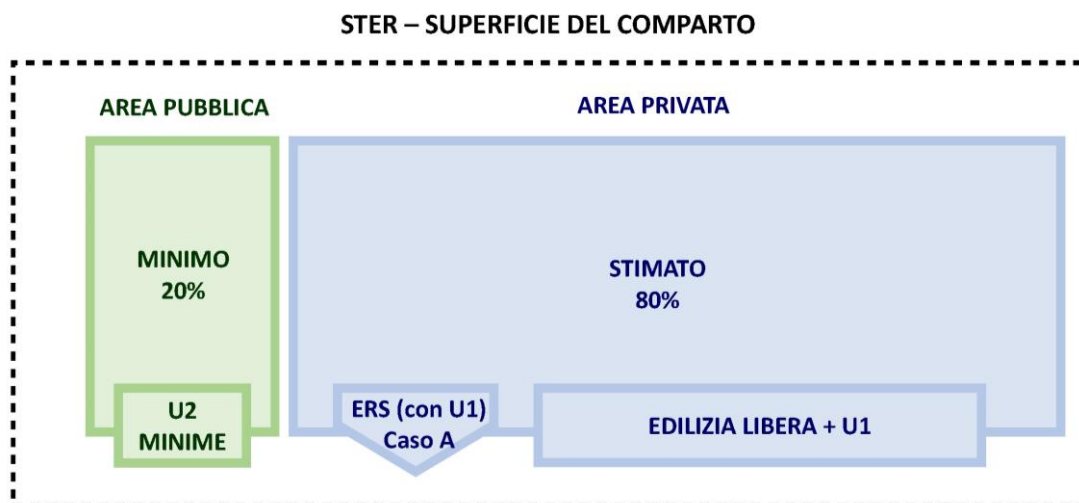 STER – SUPERFICIE DEL COMPARTO
AREA PUBBLICA
AREA PRIVATA
MINIMO
20%
STIMATO
80%
U2
MINIME
ERS (con U1)
Caso A
EDILIZIA LIBERA + U1